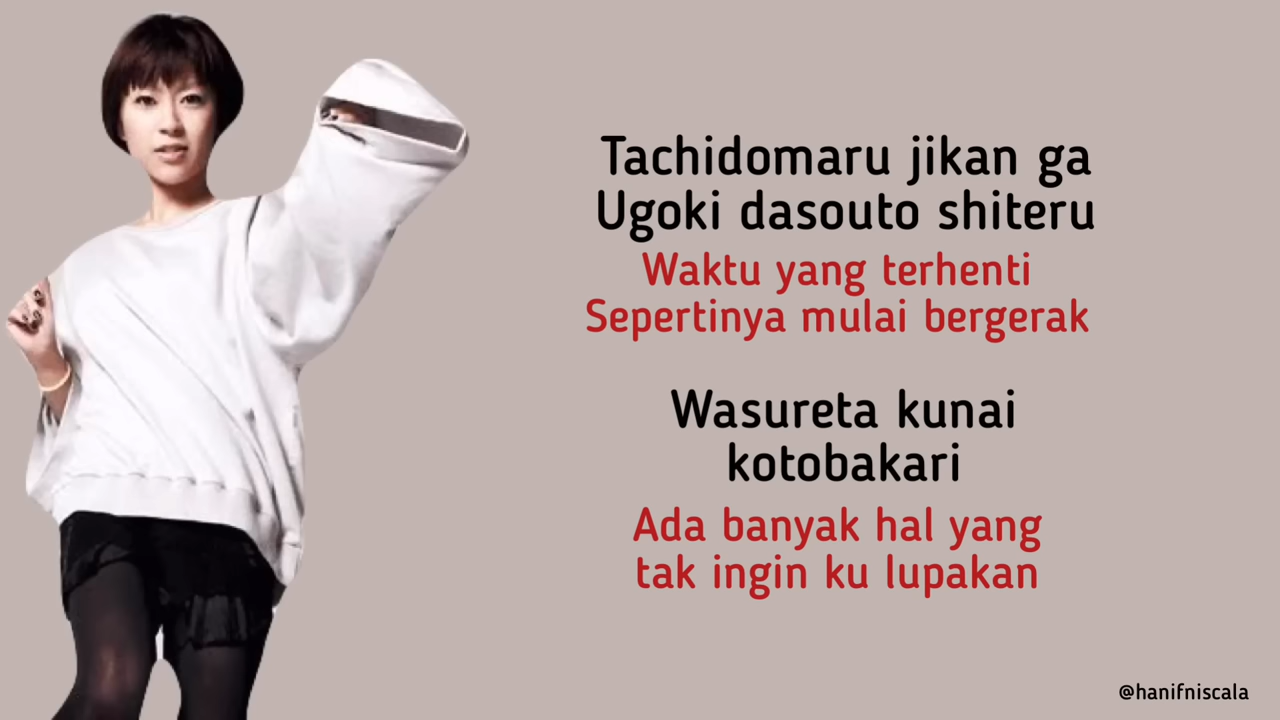 Tachidomaru jikan ga
Ugoki dasouto shiteru
Waktu yang terhenti
Sepertinya mulai bergerak
Wasureta kunai
kotobakari
Ada banyak hal yang
tak ingin ku lupakan
@hanifniscala